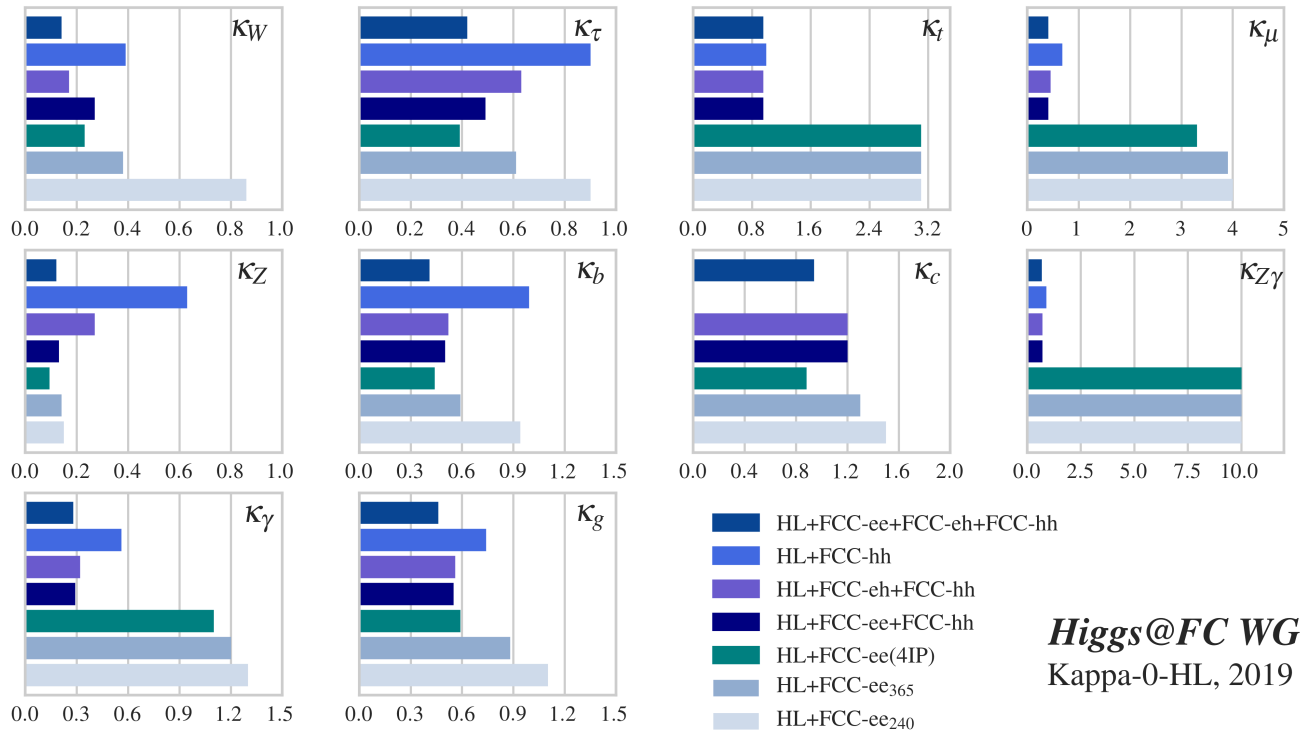 κW
κτ
κt
κμ
0.0 0.2 0.4 0.6 0.8 1.0
0.0 0.2 0.4 0.6 0.8 1.0
0.0 0.8 1.6 2.4 3.2
0 1 2 3 4 5
κZ
κb
κc
κZγ
0.0 0.2 0.4 0.6 0.8 1.0
0.0 0.3 0.6 0.9 1.2 1.5
0.0 0.4 0.8 1.2 1.6 2.0
0.0 2.5 5.0 7.5 10.0
κγ
κg
0.0 0.3 0.6 0.9 1.2 1.5
0.0 0.3 0.6 0.9 1.2 1.5
HL+FCC-ee+FCC-eh+FCC-hh
HL+FCC-hh
HL+FCC-eh+FCC-hh
HL+FCC-ee+FCC-hh
HL+FCC-ee(4IP)
HL+FCC-ee365
HL+FCC-ee240
Higgs@FC WG
Kappa-0-HL, 2019